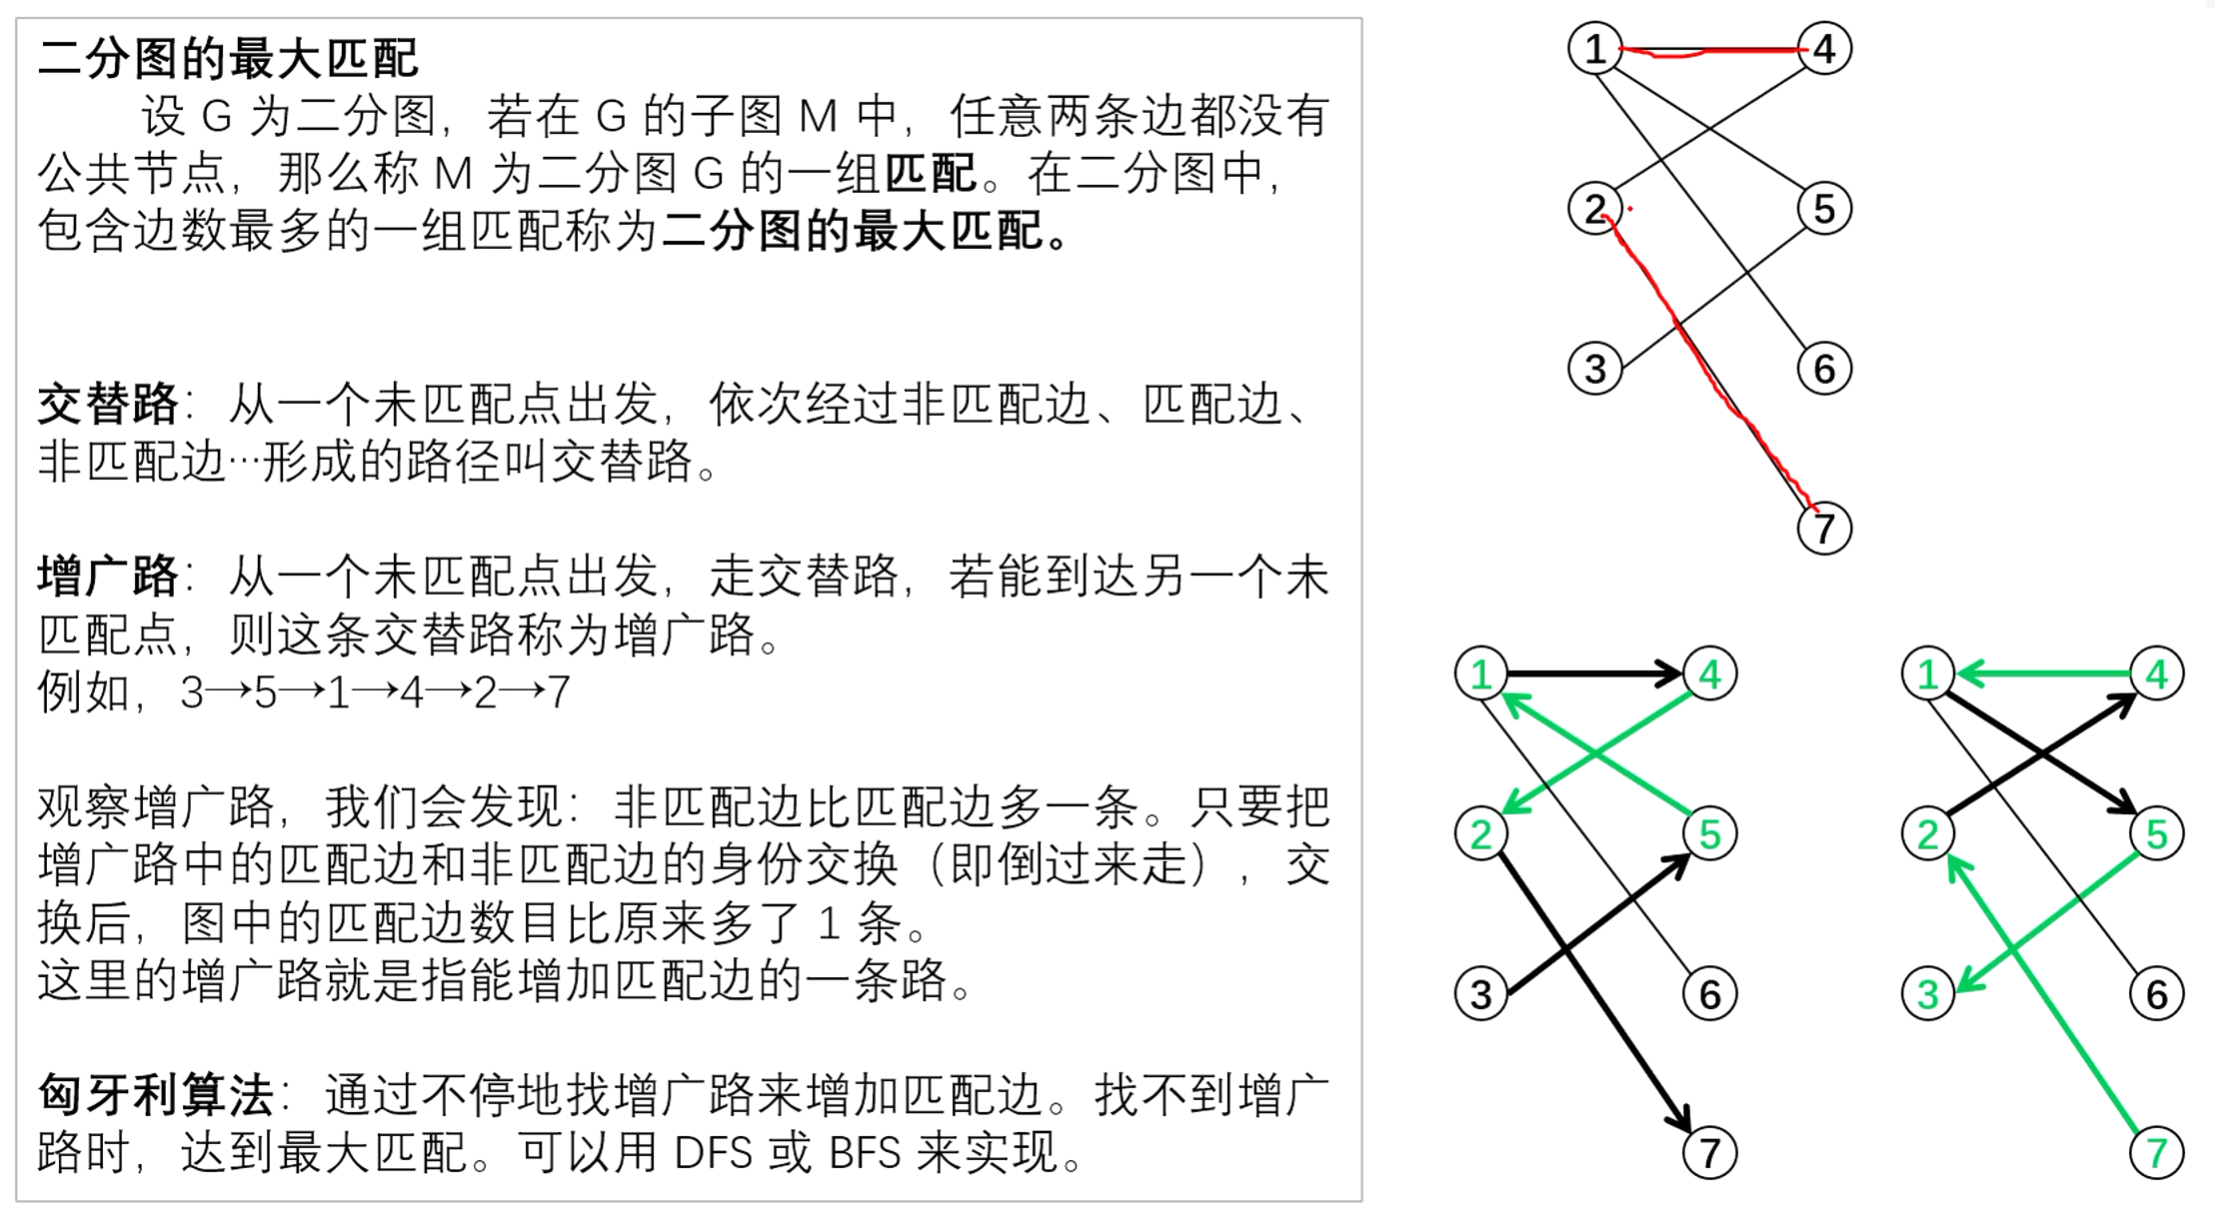 二分图的最大匹配
设 G 为二分图，若在 G 的子图 M 中，任意两条边都没有
公共节点，那么称 M 为二分图 G 的一组匹配。在二分图中，
包含边数最多的一组匹配称为二分图的最大匹配。
交替路：从一个未匹配点出发，依次经过非匹配边、匹配边、
非匹配边…形成的路径叫交替路。
增广路：从一个未匹配点出发，走交替路，若能到达另一个未
匹配点，则这条交替路称为增广路。
例如，3→5→1→4→2→7
观察增广路，我们会发现：非匹配边比匹配边多一条。只要把
增广路中的匹配边和非匹配边的身份交换（即倒过来走），交
换后，图中的匹配边数目比原来多了 1 条。
这里的增广路就是指能增加匹配边的一条路。
匈牙利算法：通过不停地找增广路来增加匹配边。找不到增广
路时，达到最大匹配。可以用 DFS 或 BFS 来实现。
1 4
2 5
3 6
7
1 4
2 5
3 6
7
1 4
2 5
3 6
7